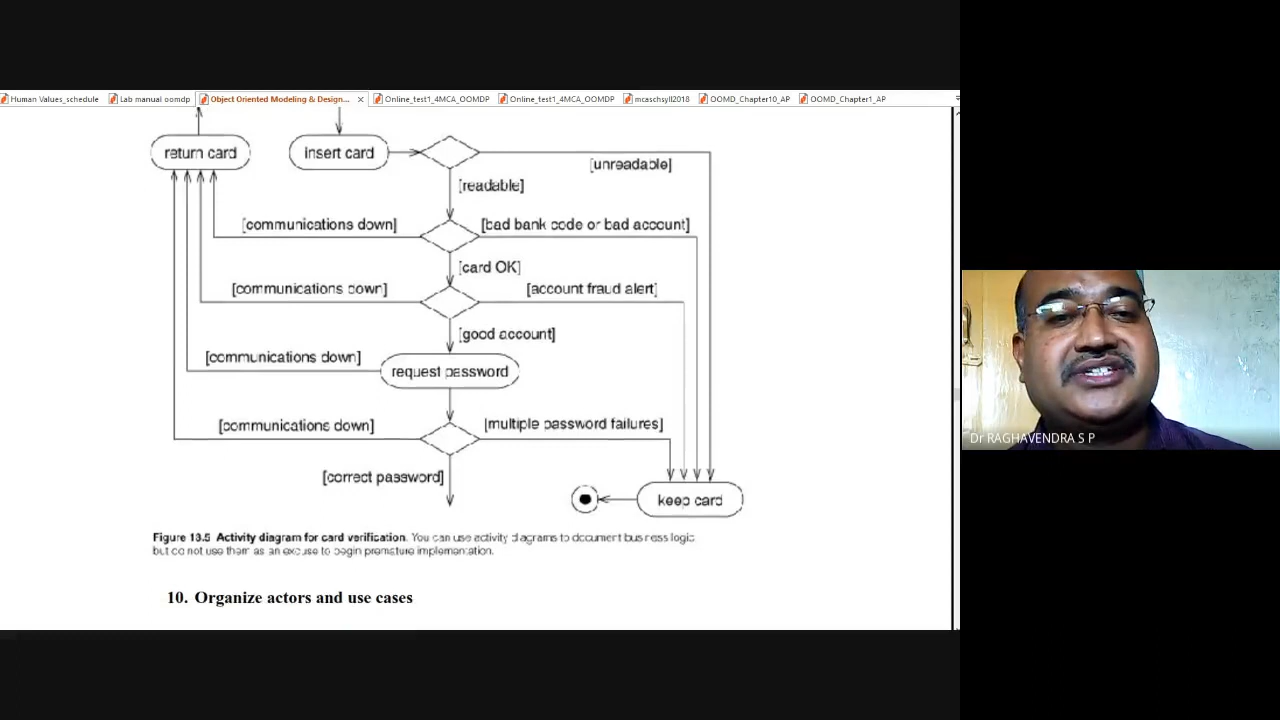 Human Values_schedule
Lab manual oomdp
Object Oriented Modeling & Design...
Online_test1_4MCA_OOMDP
Online_test1_4MCA_OOMDP
mcaschsyll2018
OOMD_Chapter10_AP
OOMD_Chapter1_AP
return card
insert card
[unreadable]
[readable]
[communications down]
[bad bank code or bad account]
[card OK]
[communications down]
[account fraud alert]
[good account]
[communications down]
request password
[communications down]
[multiple password failures]
[correct password]
keep card
Dr RAGHAVENDRA S P
Figure 13.5 Activity diagram for card verification. You can use activity diagrams to document business logic
but do not use them as an excuse to begin premature implementation.
10. Organize actors and use cases